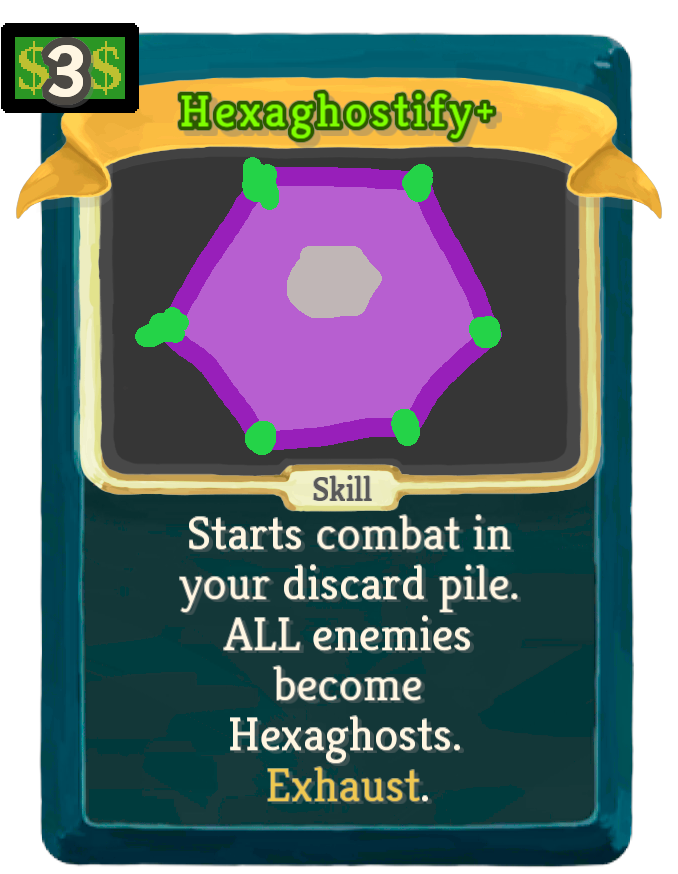 $3$
Hexaghostify+
Skill
Starts combat in
your discard pile.
ALL enemies
become
Hexaghosts.
Exhaust.